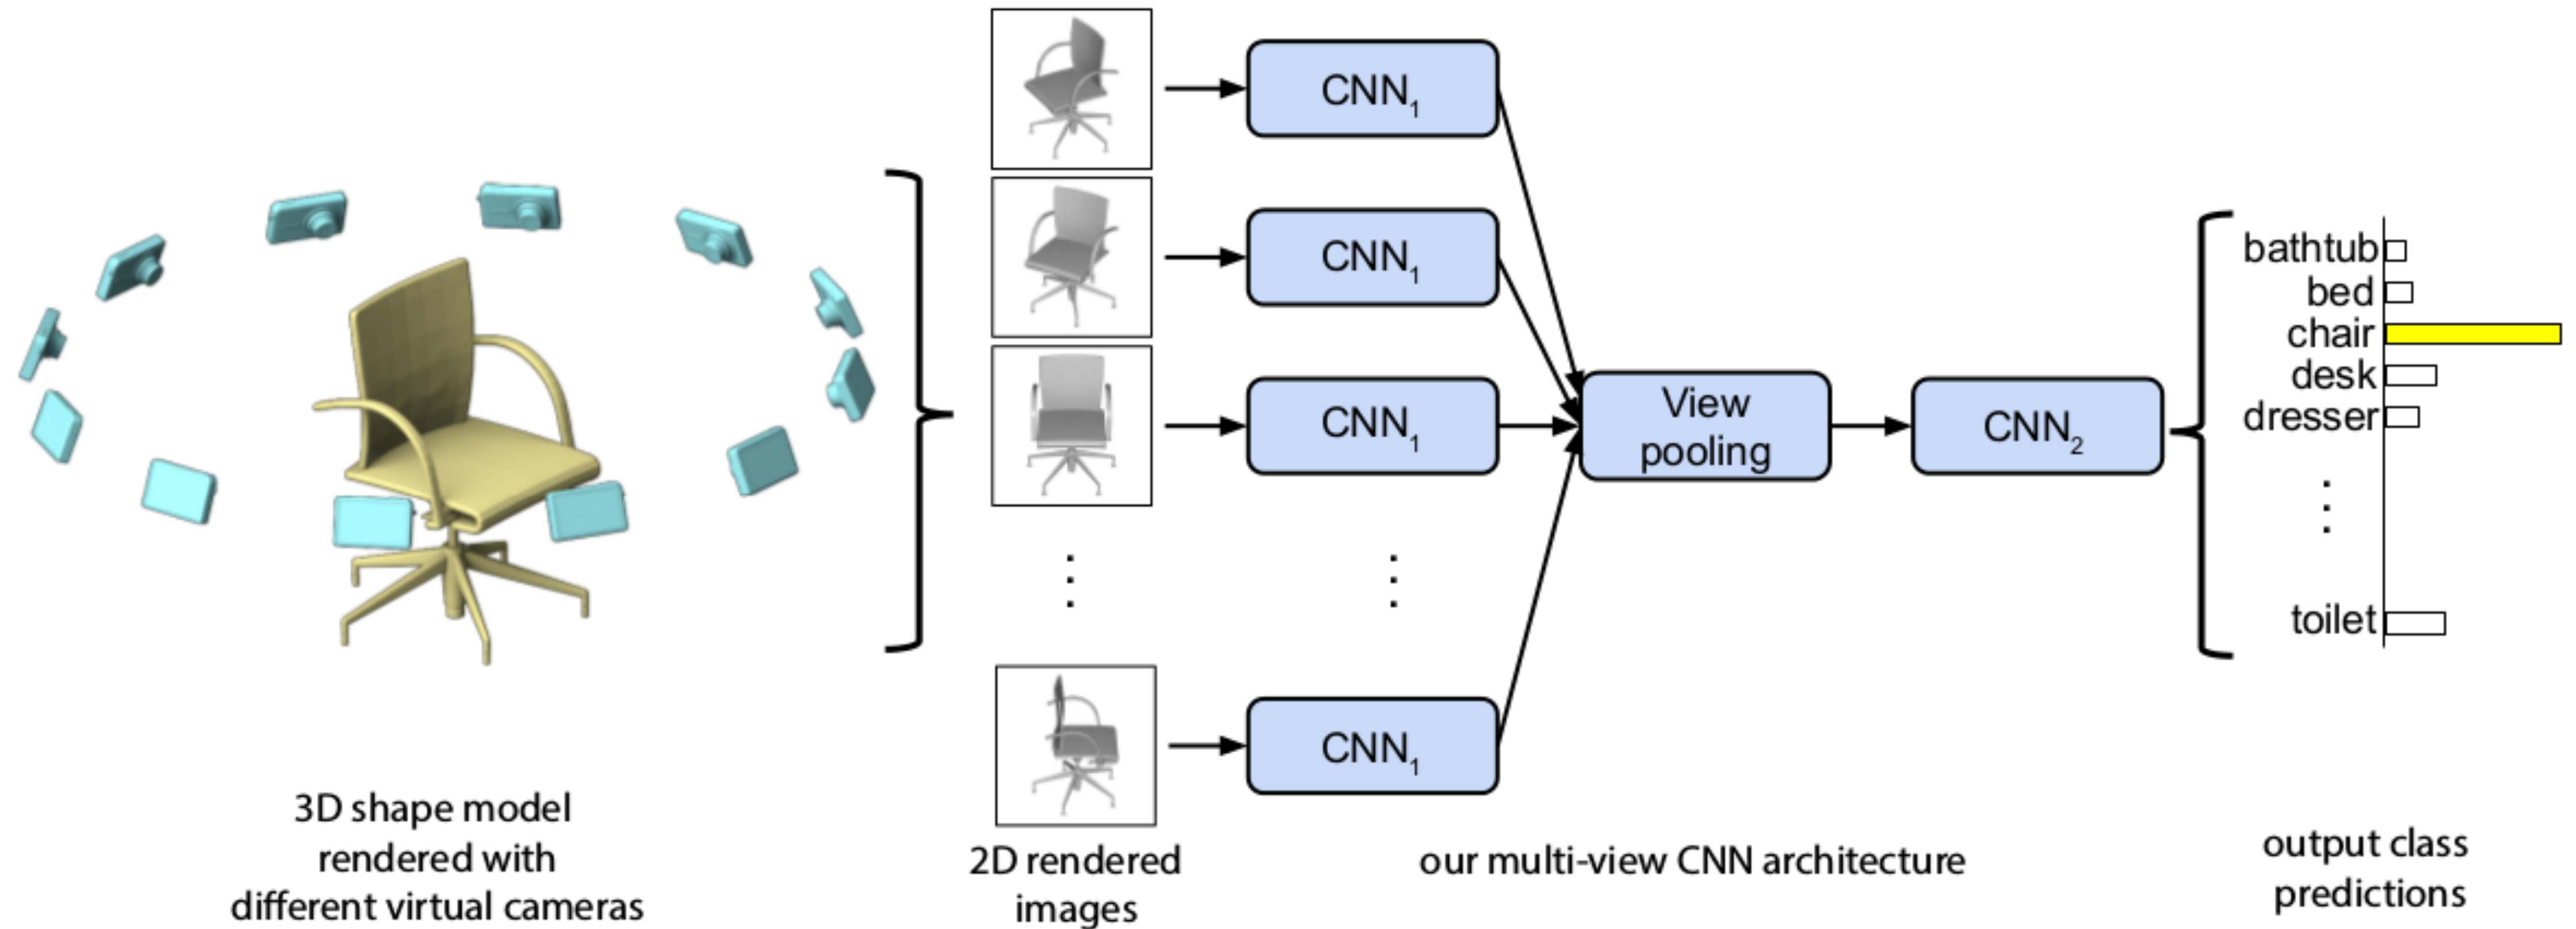 CNN₁
CNN₁
CNN₁
CNN₁
View
pooling
CNN₂
bathtub
bed
chair
desk
dresser
toilet
3D shape model
rendered with
different virtual cameras
2D rendered
images
our multi-view CNN architecture
output class
predictions